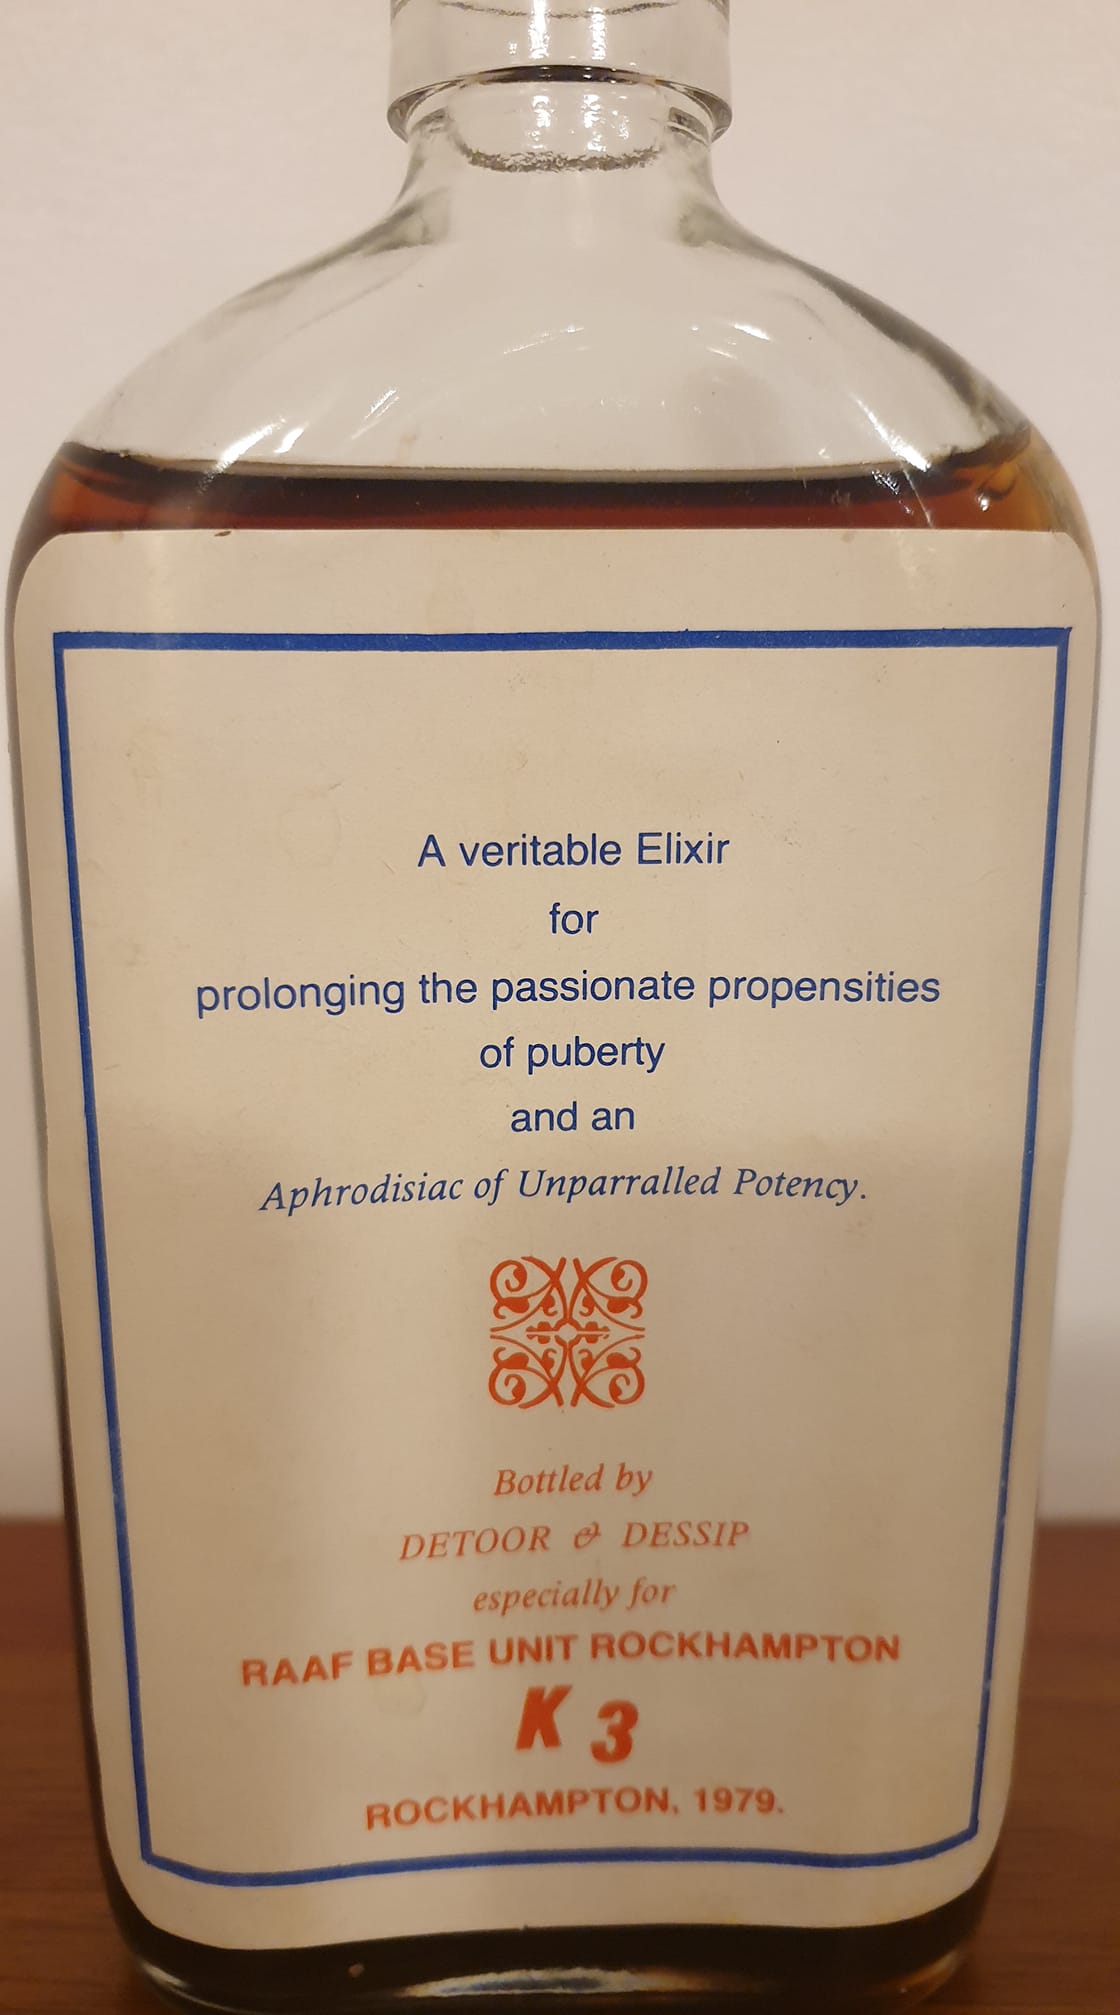 A veritable Elixir
for
prolonging the passionate propensities
of puberty
and an
Aphrodisiac of Unparralled Potency.
Bottled by
DETOOR & DESSIP
especially for
RAAF BASE UNIT ROCKHAMPTON
K 3
ROCKHAMPTON, 1979.